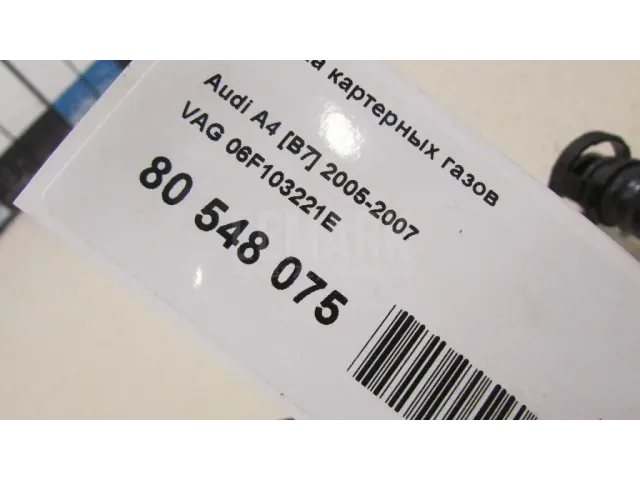 картерных газов
Audi A4 [B7] 2005-2007
VAG 06F103221E
80 548 075